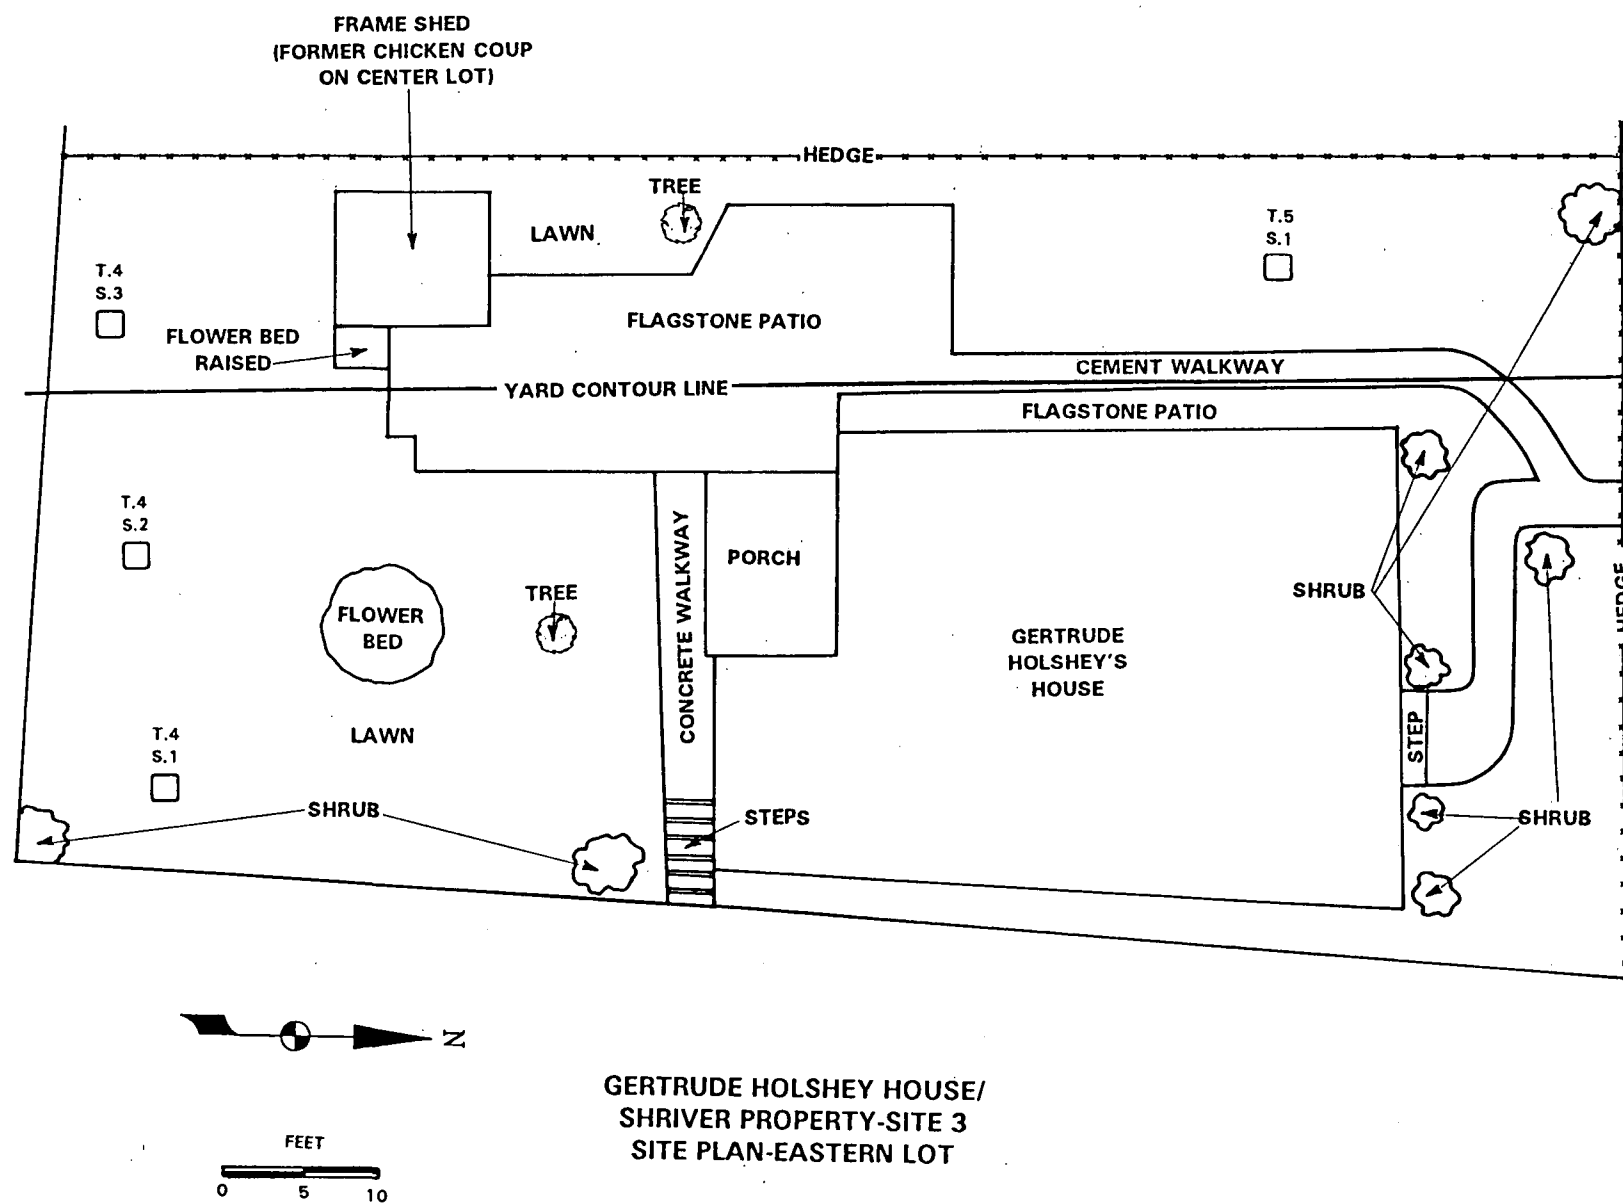 FRAME SHED
(FORMER CHICKEN COUP
ON CENTER LOT)
HEDGE
TREE
LAWN
T.5
S.1
T.4
S.3
FLOWER BED
RAISED
FLAGSTONE PATIO
CEMENT WALKWAY
YARD CONTOUR LINE
FLAGSTONE PATIO
T.4
S.2
CONCRETE WALKWAY
PORCH
TREE
FLOWER
BED
SHRUB
HEDGE
GERTRUDE
HOLSHEY'S
HOUSE
STEP
LAWN
T.4
S.1
SHRUB
STEPS
SHRUB
N
GERTRUDE HOLSHEY HOUSE/
SHRIVER PROPERTY-SITE 3
SITE PLAN-EASTERN LOT
FEET
0 5 10